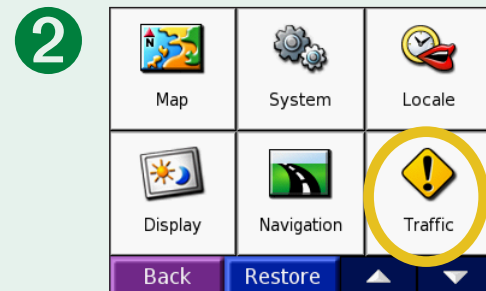 2
Map System Locale
N
Display Navigation Traffic
Back Restore